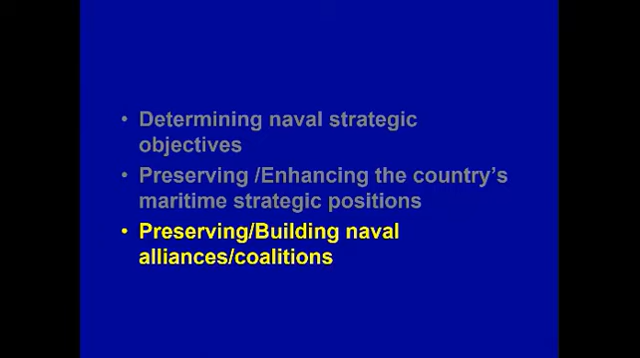 • Determining naval strategic
objectives
• Preserving /Enhancing the country's
maritime strategic positions
• Preserving/Building naval
alliances/coalitions